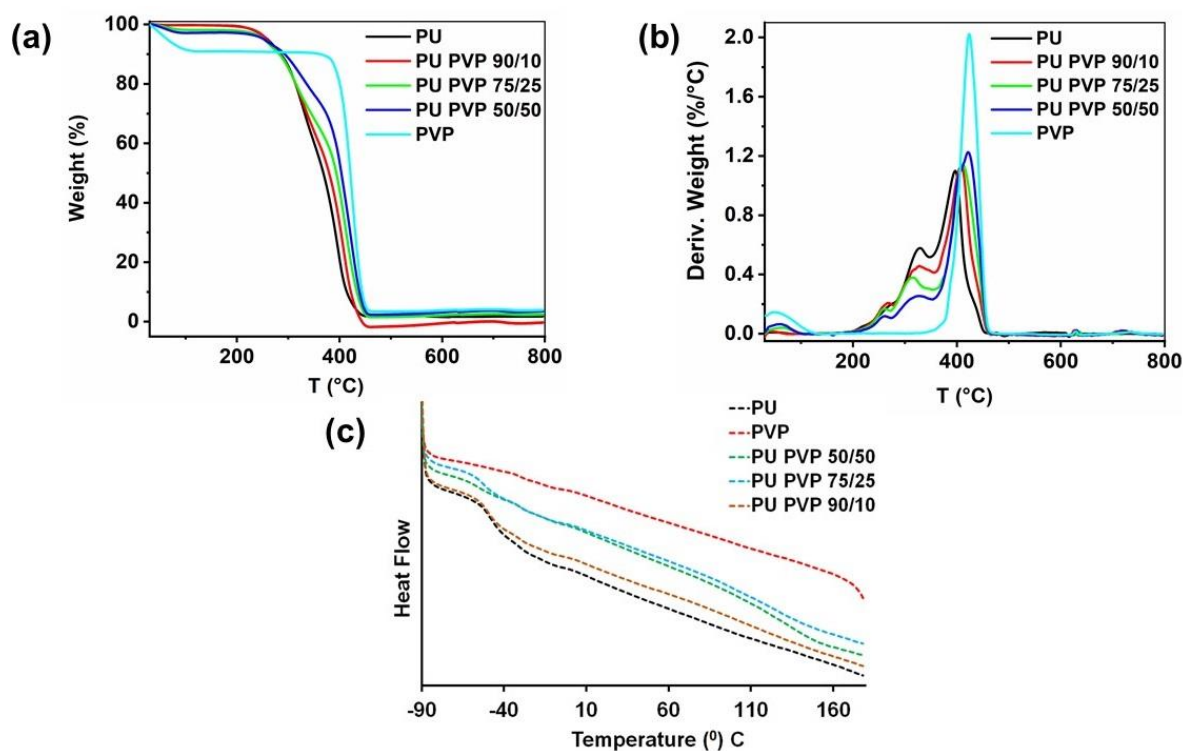 (a)
100
80
60
40
20
0
Weight (%)
200 400 600 800
T (°C)
PU
PU PVP 90/10
PU PVP 75/25
PU PVP 50/50
PVP
(b)
2.0
1.6
1.2
0.8
0.4
0.0
Deriv. Weight (%/°C)
0 200 400 600 800
T (°C)
PU
PU PVP 90/10
PU PVP 75/25
PU PVP 50/50
PVP
(c)
Heat Flow
-90 -40 10 60 110 160
Temperature (⁰) C
PU
PVP
PU PVP 50/50
PU PVP 75/25
PU PVP 90/10